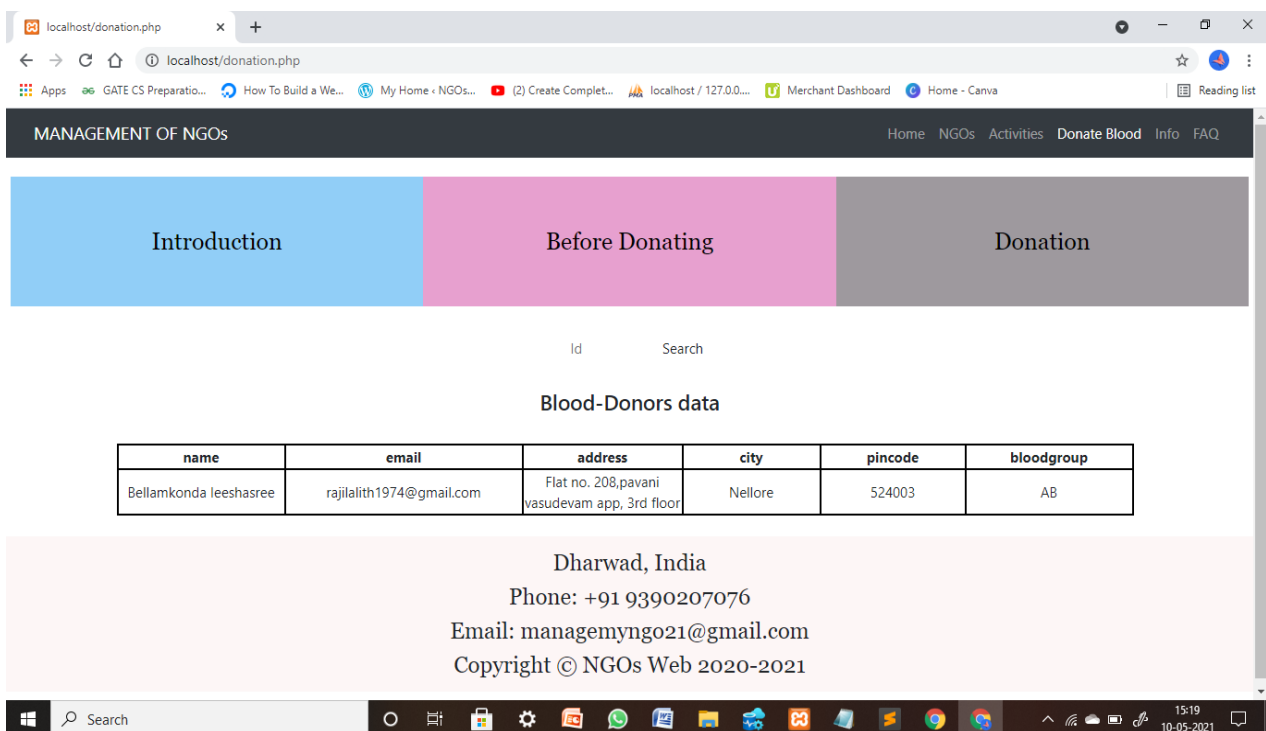 localhost/donation.php
localhost/donation.php
Apps GATE CS Preparatio... How To Build a We... My Home ‹ NGOs... (2) Create Complet... localhost / 127.0.0.... Merchant Dashboard Home - Canva Reading list
MANAGEMENT OF NGOs Home NGOs Activities Donate Blood Info FAQ
Introduction Before Donating Donation
Id Search
Blood-Donors data
name email address city pincode bloodgroup
Bellamkonda leeshasree rajilalith1974@gmail.com Flat no. 208,pavani Nellore 524003 AB
vasudevam app, 3rd floor
Dharwad, India
Phone: +91 9390207076
Email: managemyngo21@gmail.com
Copyright © NGOs Web 2020-2021
Search 15:19
10-05-2021